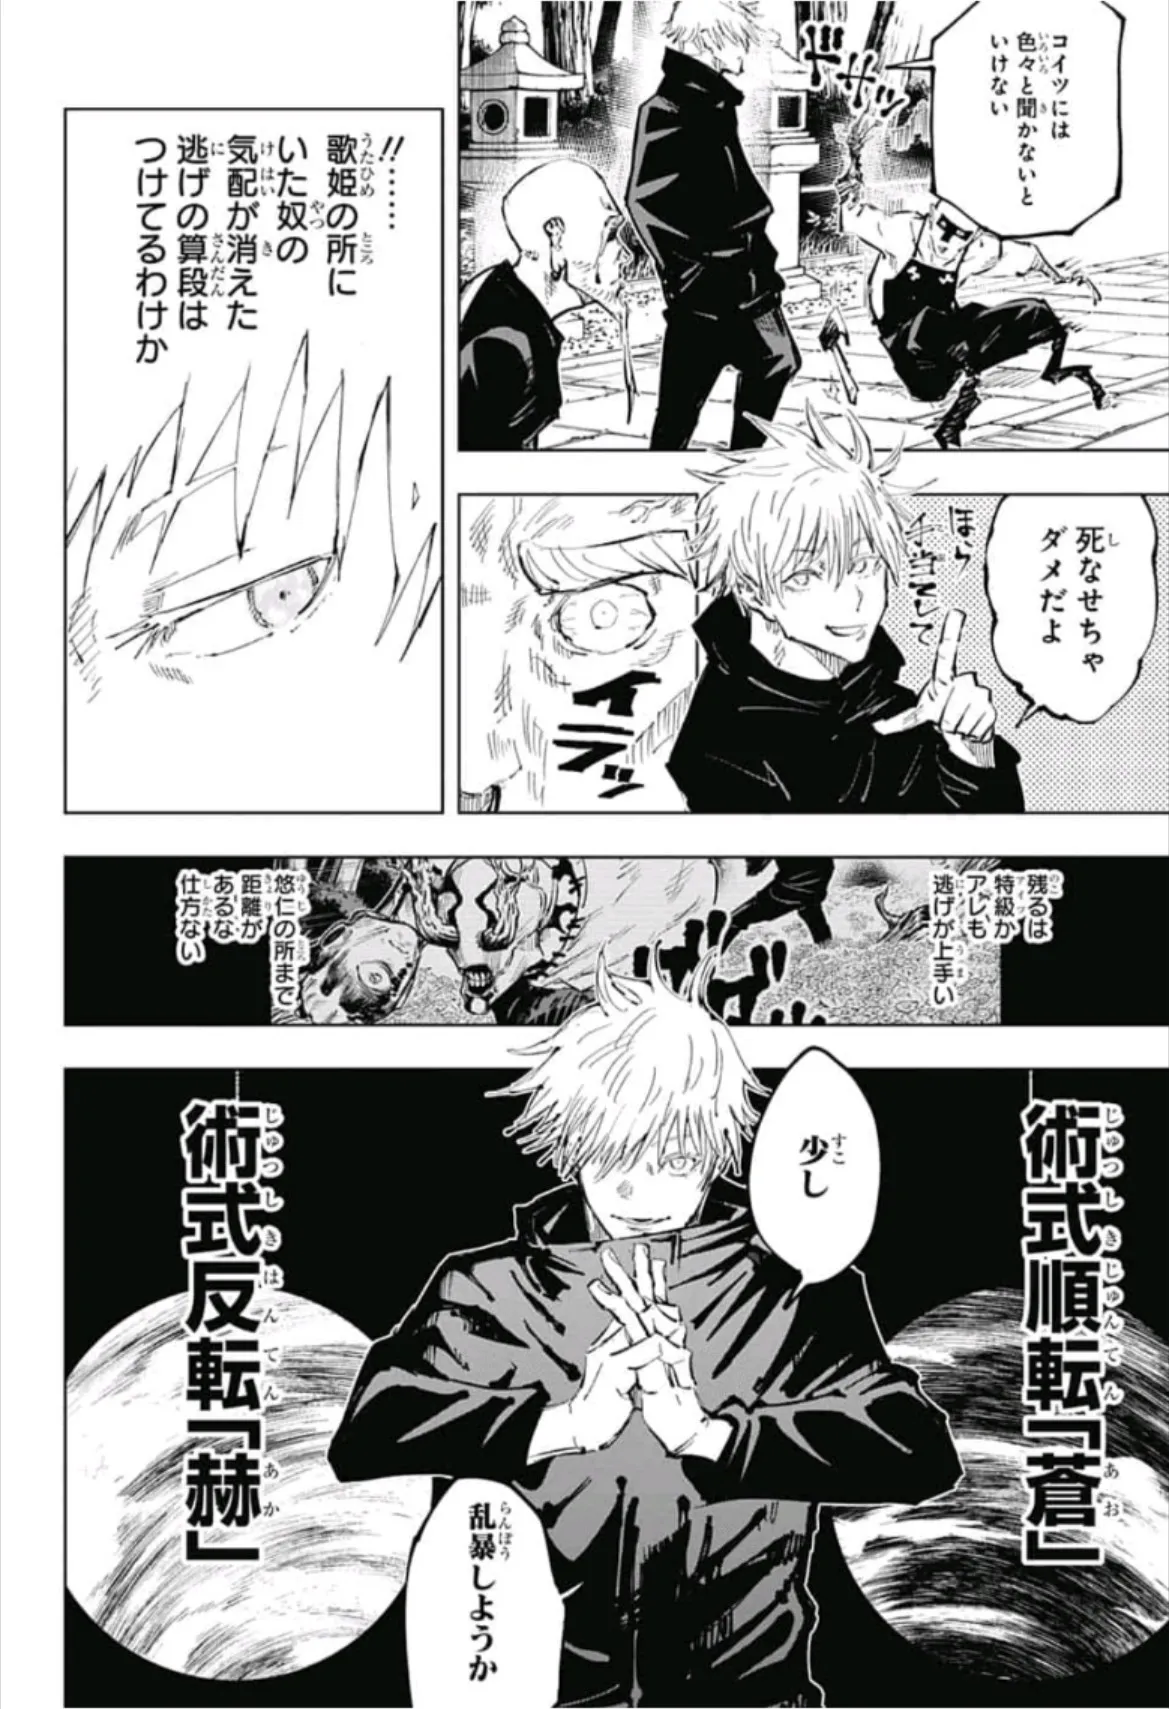 コイツには
色々と聞かないと
いけない
ドサッ
死なせちゃ
ダメだよ
ほら
手当てして
イラッ
!!……
歌姫の所に
いた奴の
気配が消えた
逃げの算段は
つけてるわけか
残るは
特級か
アレも
逃げが上手い
悠仁の所まで
距離が
あるな
仕方ない
術式順転「蒼」
少し
術式反転「赫」
乱暴しようか